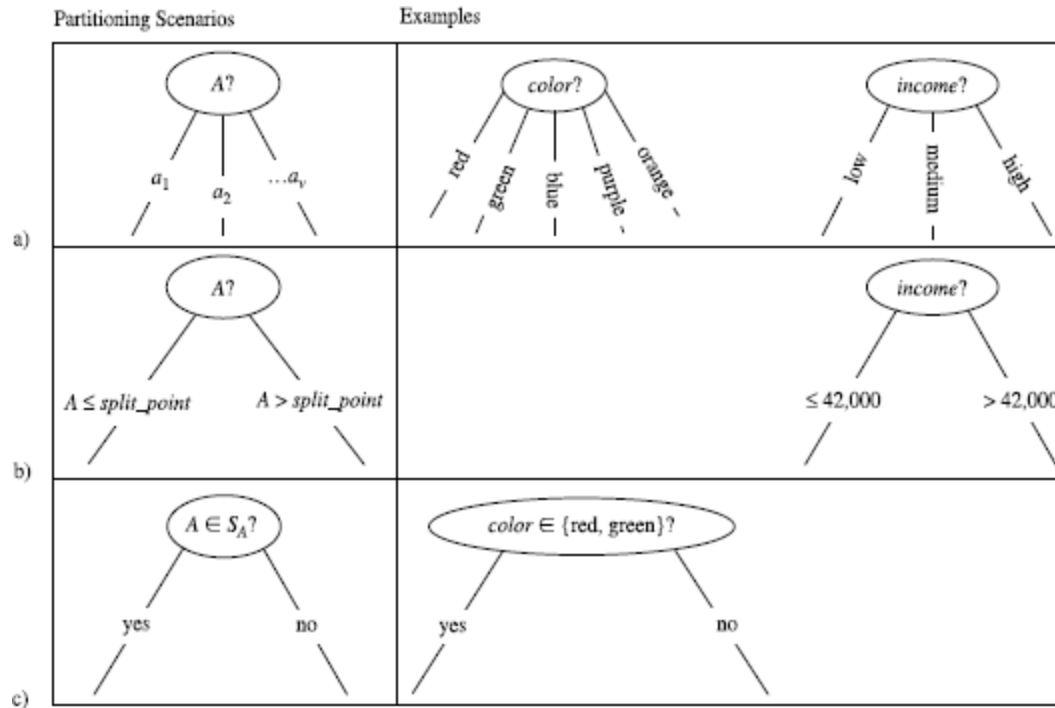 Partitioning Scenarios
Examples
A?
a1
a2
...av
color?
red
green
blue
purple
orange
income?
low
medium
high
a)
A?
A ≤ split_point
A > split_point
income?
≤ 42,000
> 42,000
b)
A ∈ SA?
yes
no
color ∈ {red, green}?
yes
no
c)